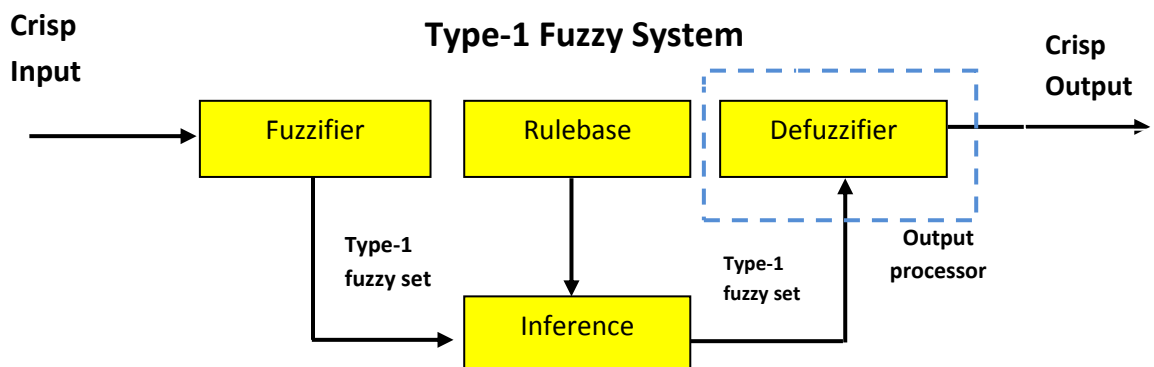 Crisp
Input
Type-1 Fuzzy System
Crisp
Output
Fuzzifier
Rulebase
Defuzzifier
Type-1
fuzzy set
Type-1
fuzzy set
Output
processor
Inference